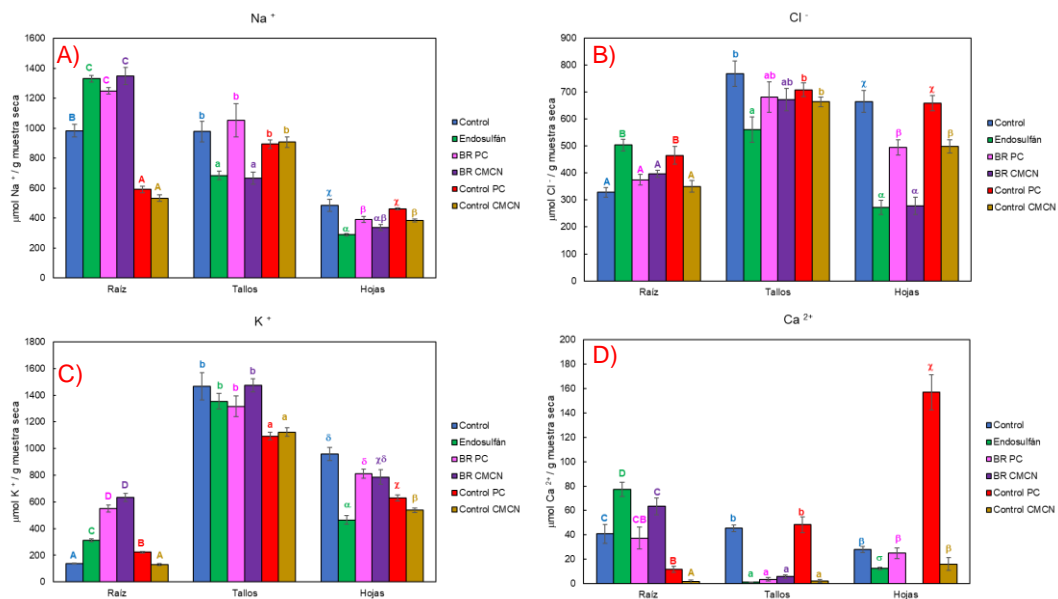 Na +
A)
μmol Na + / g muestra seca
1600
1400
1200
1000
800
600
400
200
0
B C C C A A
b a b a b b
χ α β αβ χ β
Raíz Tallos Hojas
Control
Endosulfán
BR PC
BR CMCN
Control PC
Control CMCN
Cl -
B)
μmol Cl - / g muestra seca
900
800
700
600
500
400
300
200
100
0
A B A A B A
b a ab ab b b
χ α β α χ β
Raíz Tallos Hojas
Control
Endosulfán
BR PC
BR CMCN
Control PC
Control CMCN
K +
C)
μmol K + / g muestra seca
1800
1600
1400
1200
1000
800
600
400
200
0
A C D D B A
b b b b a a
δ α δ χδ χ β
Raíz Tallos Hojas
Control
Endosulfán
BR PC
BR CMCN
Control PC
Control CMCN
Ca 2+
D)
μmol Ca 2+ / g muestra seca
200
180
160
140
120
100
80
60
40
20
0
C D CB C B A
b a a a b a
β σ β χ β
Raíz Tallos Hojas
Control
Endosulfán
BR PC
BR CMCN
Control PC
Control CMCN